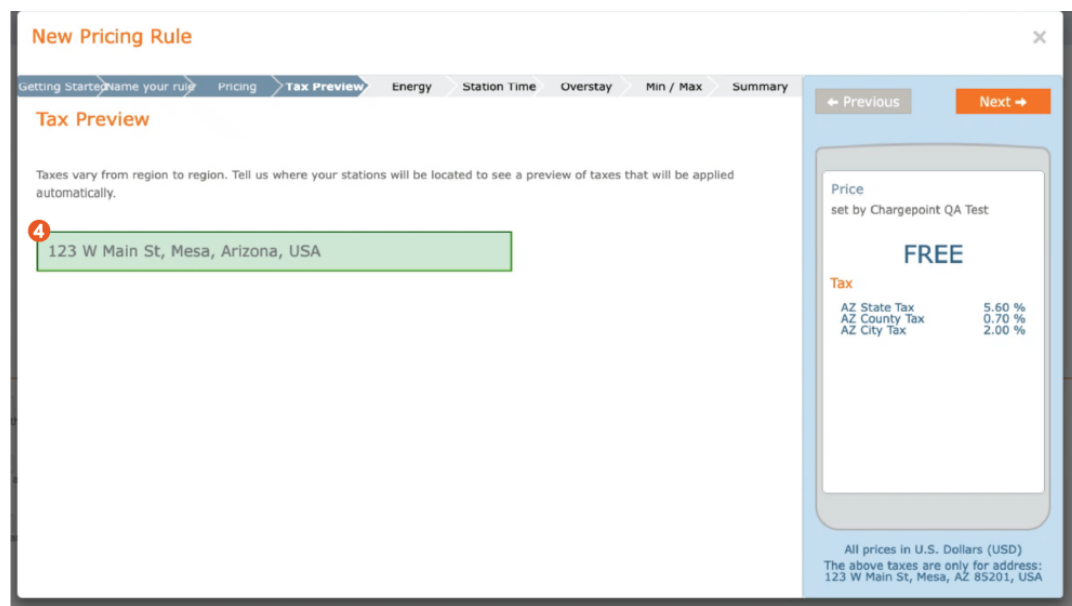 New Pricing Rule
×
Getting Started Name your rule Pricing Tax Preview Energy Station Time Overstay Min / Max Summary
← Previous Next →
Tax Preview
Taxes vary from region to region. Tell us where your stations will be located to see a preview of taxes that will be applied
automatically.
4
123 W Main St, Mesa, Arizona, USA
Price
set by Chargepoint QA Test
FREE
Tax
AZ State Tax 5.60 %
AZ County Tax 0.70 %
AZ City Tax 2.00 %
All prices in U.S. Dollars (USD)
The above taxes are only for address:
123 W Main St, Mesa, AZ 85201, USA